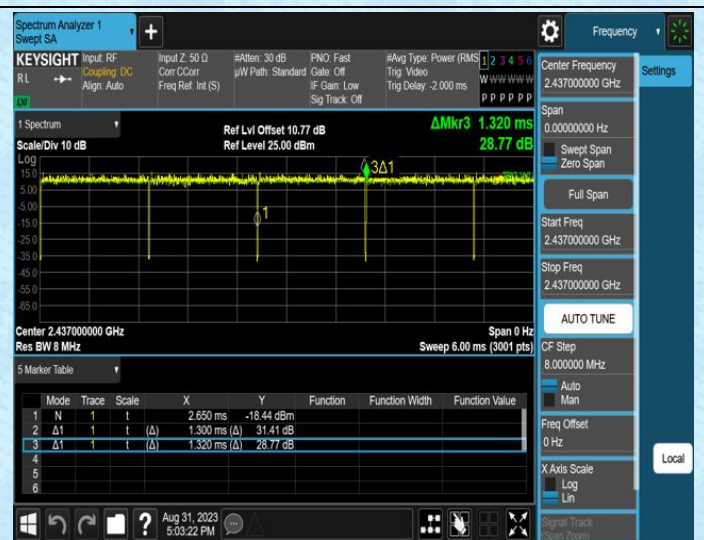 Spectrum Analyzer 1
Swept SA
+
Frequency
KEYSIGHT
RL
Input: RF
Coupling: DC
Align: Auto
Input Z: 50 Ω
Corr CCorr
Freq Ref: Int (S)
#Atten: 30 dB
µW Path: Standard
PNO: Fast
Gate: Off
IF Gain: Low
Sig Track: Off
#Avg Type: Power (RMS
Trig: Video
Trig Delay: -2.000 ms
1 2 3 4 5 6
W W W W W W
P P P P P P
1 Spectrum
Scale/Div 10 dB
Ref Lvl Offset 10.77 dB
Ref Level 25.00 dBm
ΔMkr3 1.320 ms
28.77 dB
Log
15.0
5.00
-5.00
-15.0
-25.0
-35.0
-45.0
-55.0
-65.0
3Δ1
1
Center 2.437000000 GHz
Res BW 8 MHz
Span 0 Hz
Sweep 6.00 ms (3001 pts)
5 Marker Table
Mode Trace Scale X Y Function Function Width Function Value
1 N 1 t 2.650 ms -18.44 dBm
2 Δ1 1 t (Δ) 1.300 ms (Δ) 31.41 dB
3 Δ1 1 t (Δ) 1.320 ms (Δ) 28.77 dB
4
5
6
?
Aug 31, 2023
5:03:22 PM
Center Frequency
2.437000000 GHz
Span
0.00000000 Hz
Swept Span
Zero Span
Full Span
Start Freq
2.437000000 GHz
Stop Freq
2.437000000 GHz
AUTO TUNE
CF Step
8.000000 MHz
Auto
Man
Freq Offset
0 Hz
X Axis Scale
Log
Lin
Signal Track
(Span Zoom)
Settings
Local